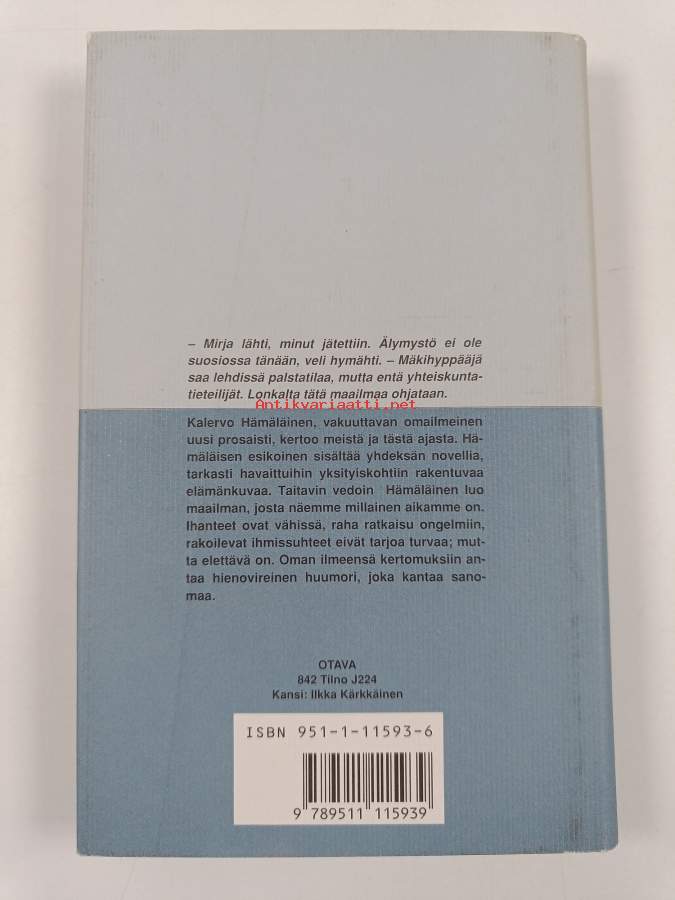 – Mirja lähti, minut jätettiin. Älymystö ei ole
suosiossa tänään, veli hymähti. – Mäkihyppääjä
saa lehdissä palstatilaa, mutta entä yhteiskunta-
tieteilijät. Lonkalta tätä maailmaa ohjataan.
Antikvariaatti.net
Kalervo Hämäläinen, vakuuttavan omailmeinen
uusi prosaisti, kertoo meistä ja tästä ajasta. Hä-
mäläisen esikoinen sisältää yhdeksän novellia,
tarkasti havaittuihin yksityiskohtiin rakentuvaa
elämänkuvaa. Taitavin vedoin Hämäläinen luo
maailman, josta näemme millainen aikamme on.
Ihanteet ovat vähissä, raha ratkaisu ongelmiin,
rakoilevat ihmissuhteet eivät tarjoa turvaa; mut-
ta elettävä on. Oman ilmeensä kertomuksiin an-
taa hienovireinen huumori, joka kantaa sano-
maa.
OTAVA
842 Tilno J224
Kansi: Ilkka Kärkkäinen
ISBN 951-1-11593-6
9 789511 115939